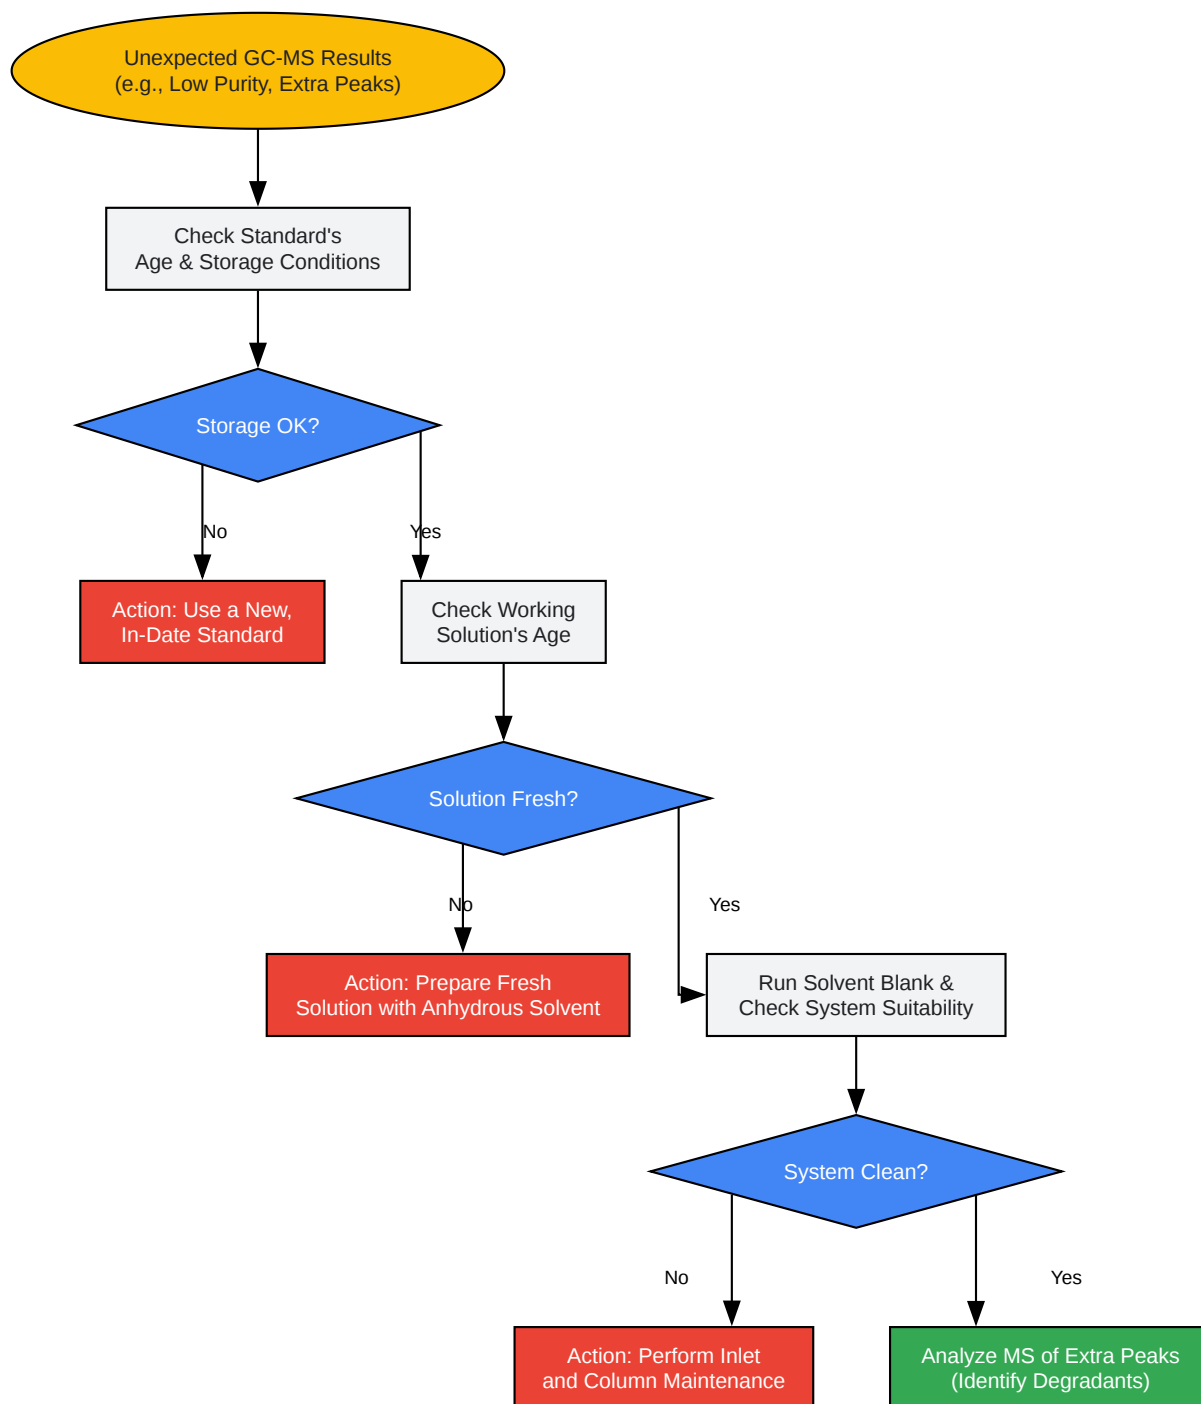 Unexpected GC-MS Results
(e.g., Low Purity, Extra Peaks)
Check Standard's
Age & Storage Conditions
Storage OK?
No
Yes
Action: Use a New,
In-Date Standard
Check Working
Solution's Age
Solution Fresh?
No
Yes
Action: Prepare Fresh
Solution with Anhydrous Solvent
Run Solvent Blank &
Check System Suitability
System Clean?
No
Yes
Action: Perform Inlet
and Column Maintenance
Analyze MS of Extra Peaks
(Identify Degradants)